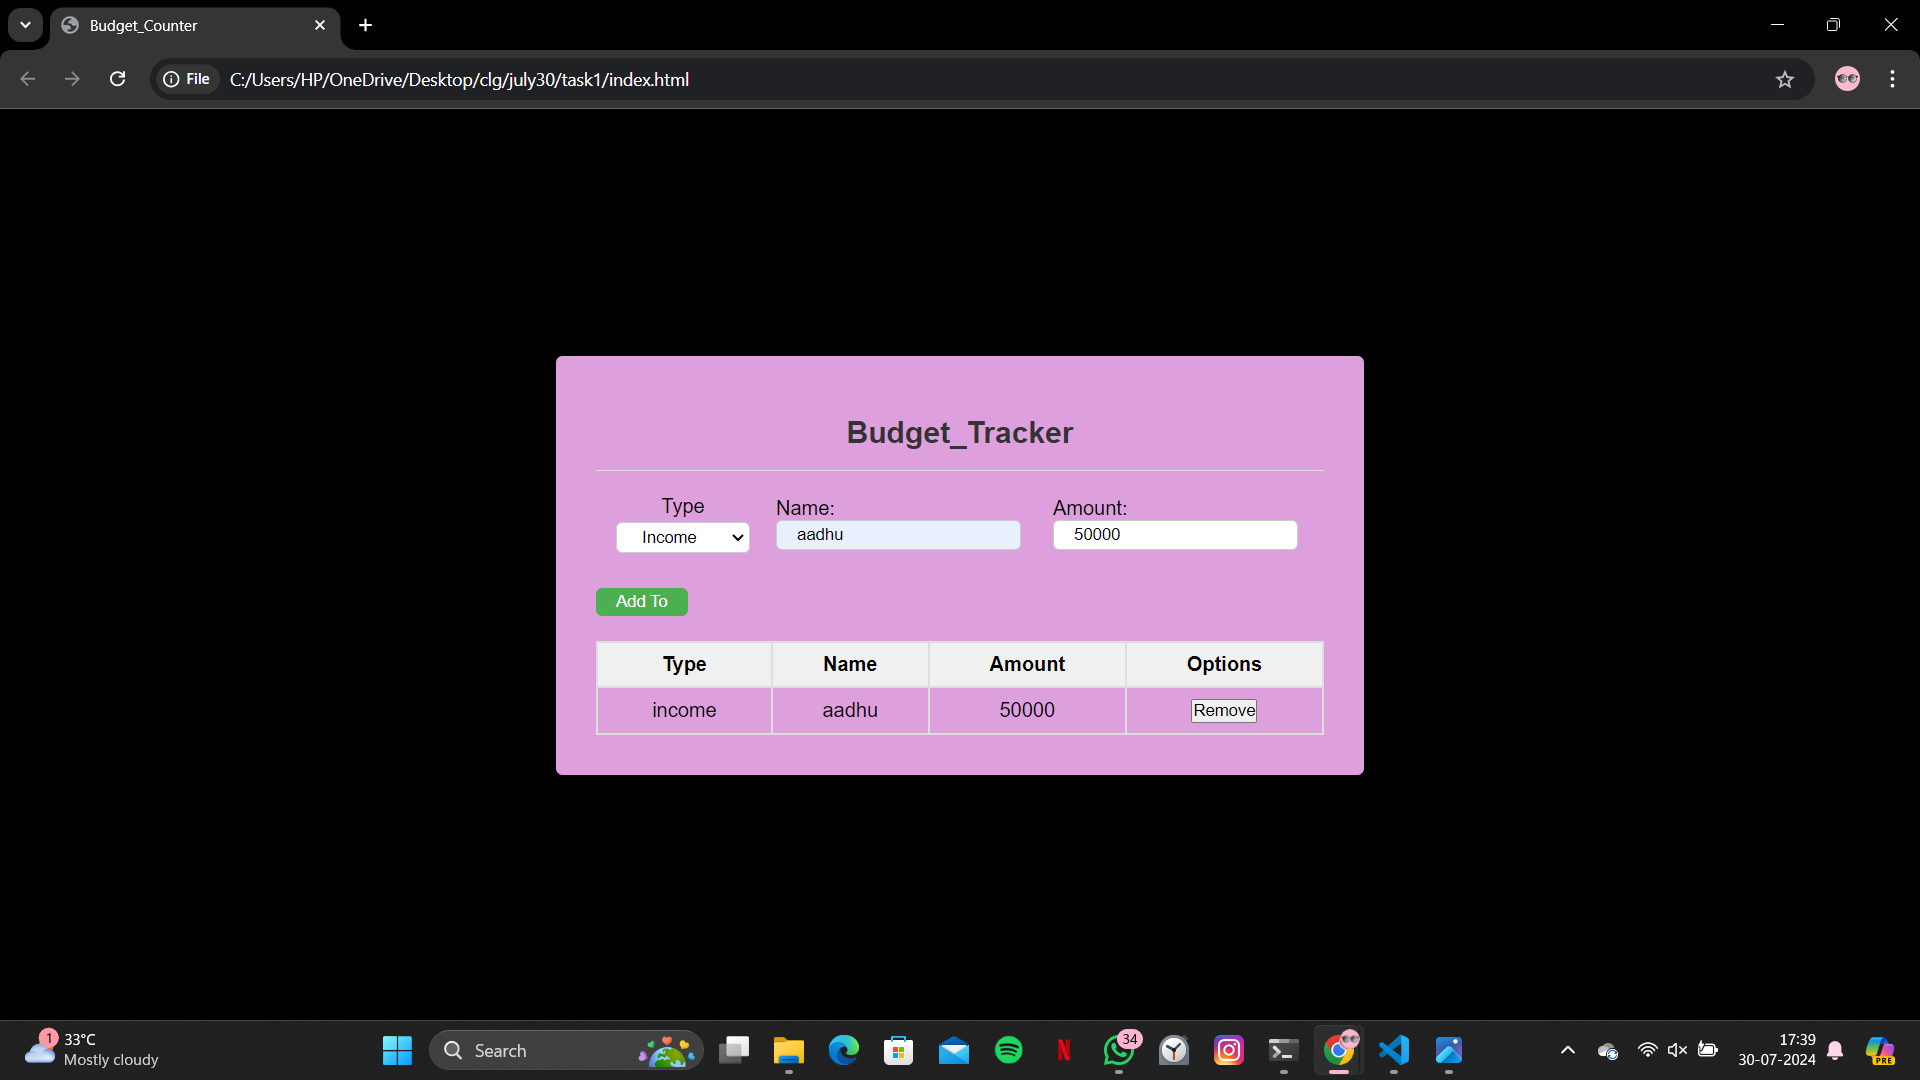 Budget_Counter
File C:/Users/HP/OneDrive/Desktop/clg/july30/task1/index.html
Budget_Tracker
Type Name: Amount:
Income aadhu 50000
Add To
Type Name Amount Options
income aadhu 50000 Remove
1 33°C
Mostly cloudy
Search
N
34
PRE
17:39
30-07-2024